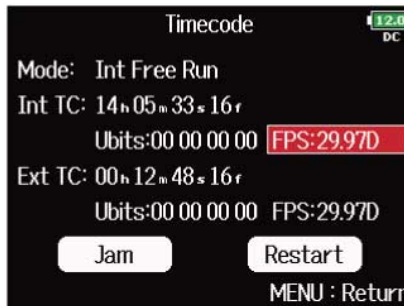 Timecode
12.0
DC
Mode: Int Free Run
Int TC: 14h05m33s16f
Ubits:00 00 00 00 FPS:29.97D
Ext TC: 00h12m48s16f
Ubits:00 00 00 00 FPS:29.97D
Jam Restart
MENU : Return